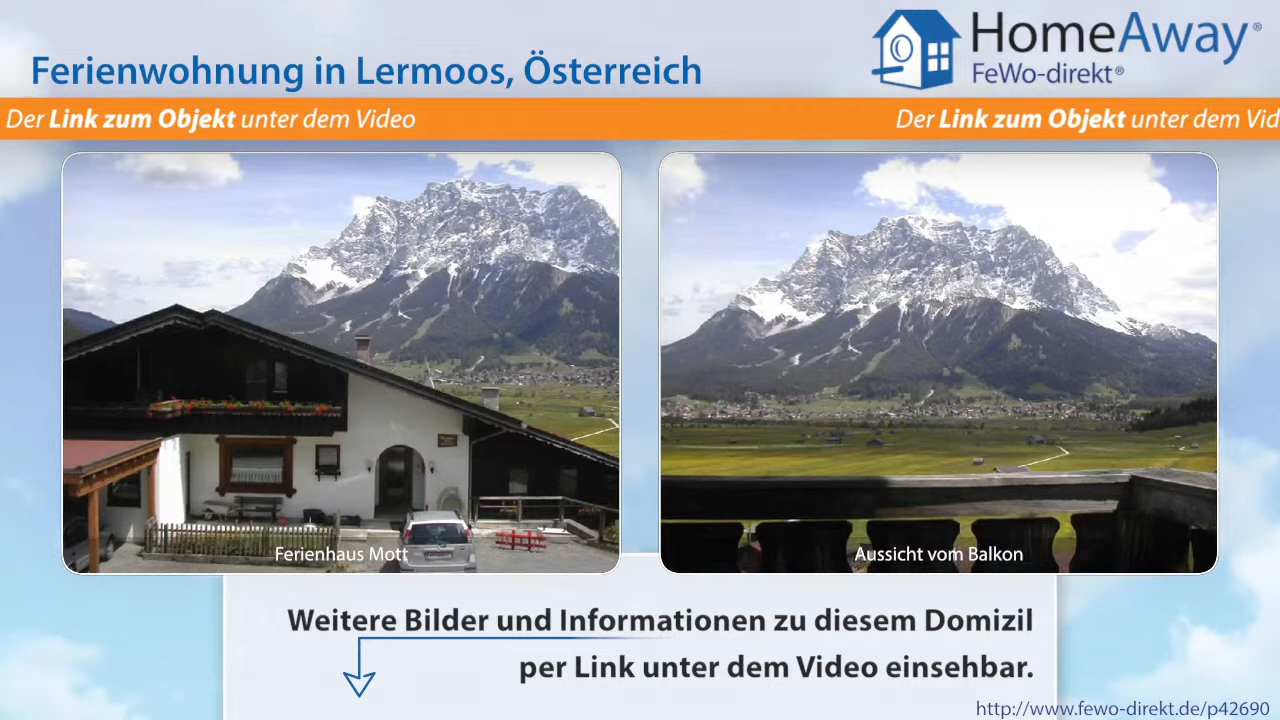 HomeAway®
FeWo-direkt®
Ferienwohnung in Lermoos, Österreich
Der Link zum Objekt unter dem Video
Der Link zum Objekt unter dem Vid
Ferienhaus Mott
Aussicht vom Balkon
Weitere Bilder und Informationen zu diesem Domizil
per Link unter dem Video einsehbar.
http://www.fewo-direkt.de/p42690